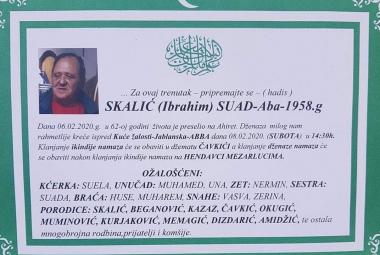 ... Za ovaj trenutak – pripremajte se – ( hadis )
SKALIĆ (Ibrahim) SUAD-Aba-1958.g
Dana 06.02.2020.g. u 62-oj godini života je preselio na Ahiret. Dženaza milog nam
rahmetlije kreće ispred Kuće žalosti-Jablanska-ABBA dana 08.02.2020. (SUBOTA) u 14:30h.
Klanjanje ikindije namaza će se obaviti u džematu ČAVKIĆI a klanjanje dženaze namaza će
se obaviti nakon klanjanja ikindije namaza na HENDAVCI MEZARLUCIMA.
OŽALOŠĆENI:
KĆERKA: SUELA, UNUČAD: MUHAMED, UNA, ZET: NERMIN, SESTRA:
SUADA, BRAĆA: HUSE, MUHAREM, SNAHE: VASVA, ZERINA,
PORODICE: SKALIĆ, BEGANOVIĆ, KAZAZ, ČAVKIĆ, OKUGIĆ,
MUMINOVIĆ, KURJAKOVIĆ, MEMAGIĆ, DIZDARIĆ, AMIDŽIĆ, te ostala
mnogobrojna rodbina,prijatelji i komšije.